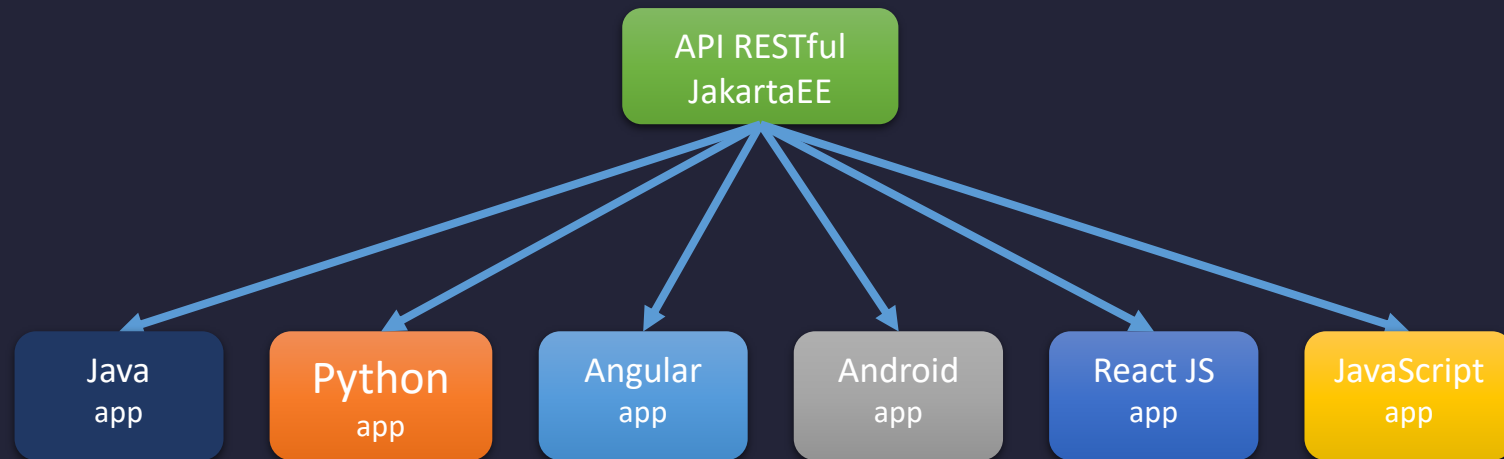 API RESTful
JakartaEE
Java
app
Python
app
Angular
app
Android
app
React JS
app
JavaScript
app